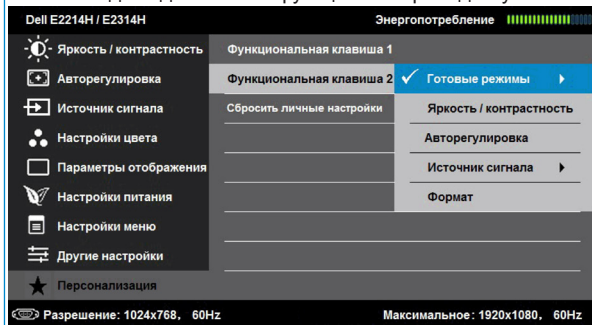 Dell E2214H / E2314H
Энергопотребление
Яркость / контрастность
Функциональная клавиша 1
Авторегулировка
Функциональная клавиша 2
Готовые режимы
Источник сигнала
Сбросить личные настройки
Яркость / контрастность
Настройки цвета
Авторегулировка
Параметры отображения
Источник сигнала
Настройки питания
Формат
Настройки меню
Другие настройки
Персонализация
Разрешение: 1024x768, 60Hz
Максимальное: 1920x1080, 60Hz